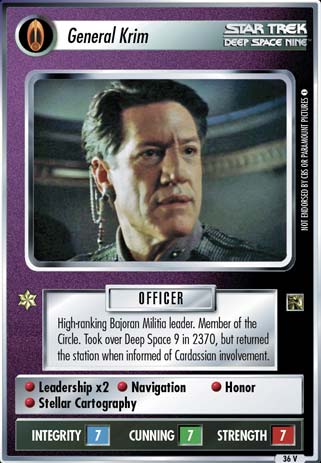 General Krim
STAR TREK
DEEP SPACE NINE™
NOT ENDORSED BY CBS OR PARAMOUNT PICTURES
OFFICER
High-ranking Bajoran Militia leader. Member of the
Circle. Took over Deep Space 9 in 2370, but returned
the station when informed of Cardassian involvement.
Leadership x2 Navigation Honor
Stellar Cartography
INTEGRITY 7 CUNNING 7 STRENGTH 7
36 V